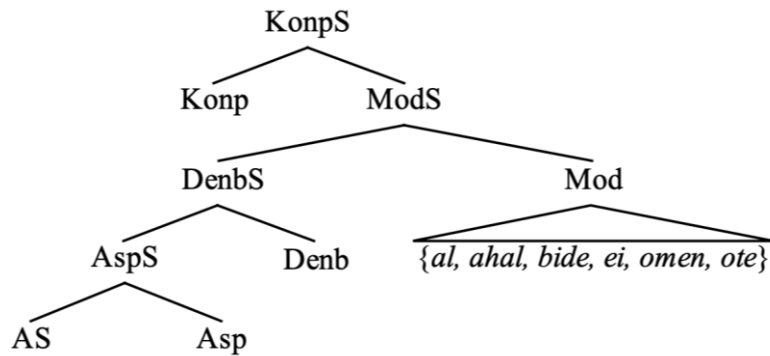 KonpS
Konp ModS
DenbS Mod
AspS Denb {al, ahal, bide, ei, omen, ote}
AS Asp